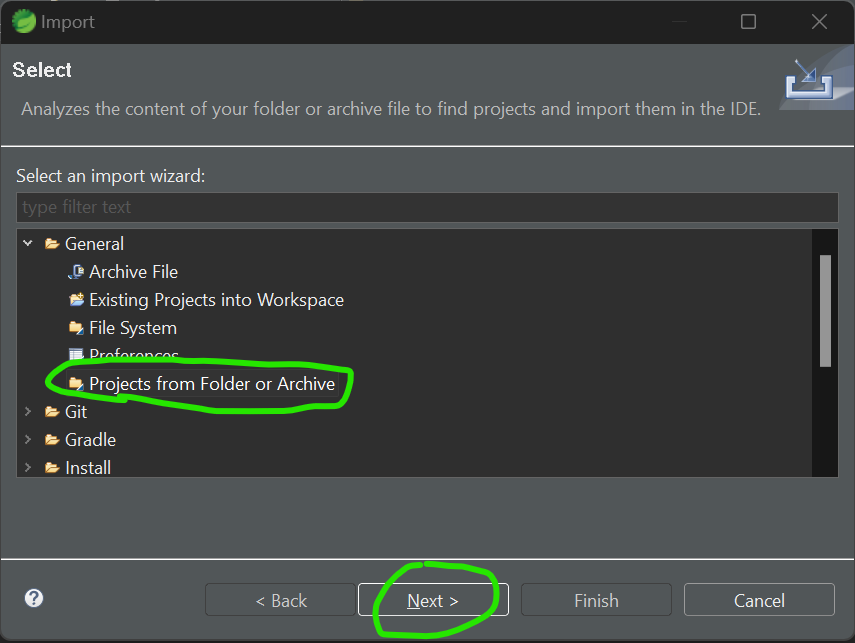 Import
Select
Analyzes the content of your folder or archive file to find projects and import them in the IDE.
Select an import wizard:
type filter text
General
Archive File
Existing Projects into Workspace
File System
Preferences
Projects from Folder or Archive
Git
Gradle
Install
?
< Back
Next >
Finish
Cancel